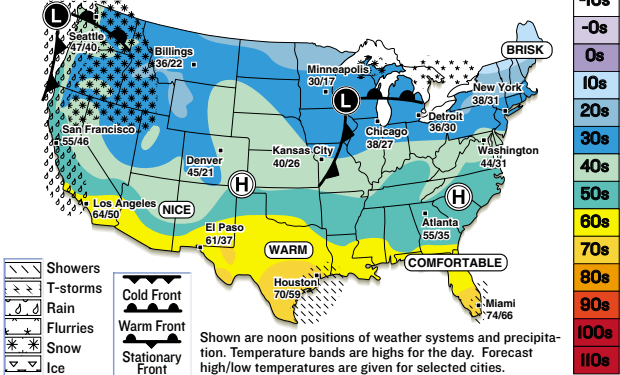 L
Seattle
47/40
Billings
36/22
Minneapolis
30/17
BRISK
New York
38/31
L
Detroit
36/30
Chicago
38/27
San Francisco
55/46
Denver
45/21
Kansas City
40/26
Washington
44/31
H
H
Los Angeles
64/50
NICE
El Paso
61/37
WARM
Atlanta
55/35
COMFORTABLE
Houston
70/59
Miami
74/66
-10s
-0s
0s
10s
20s
30s
40s
50s
60s
70s
80s
90s
100s
110s
Showers
T-storms
Rain
Flurries
Snow
Ice
Cold Front
Warm Front
Stationary
Front
Shown are noon positions of weather systems and precipita-
tion. Temperature bands are highs for the day. Forecast
high/low temperatures are given for selected cities.